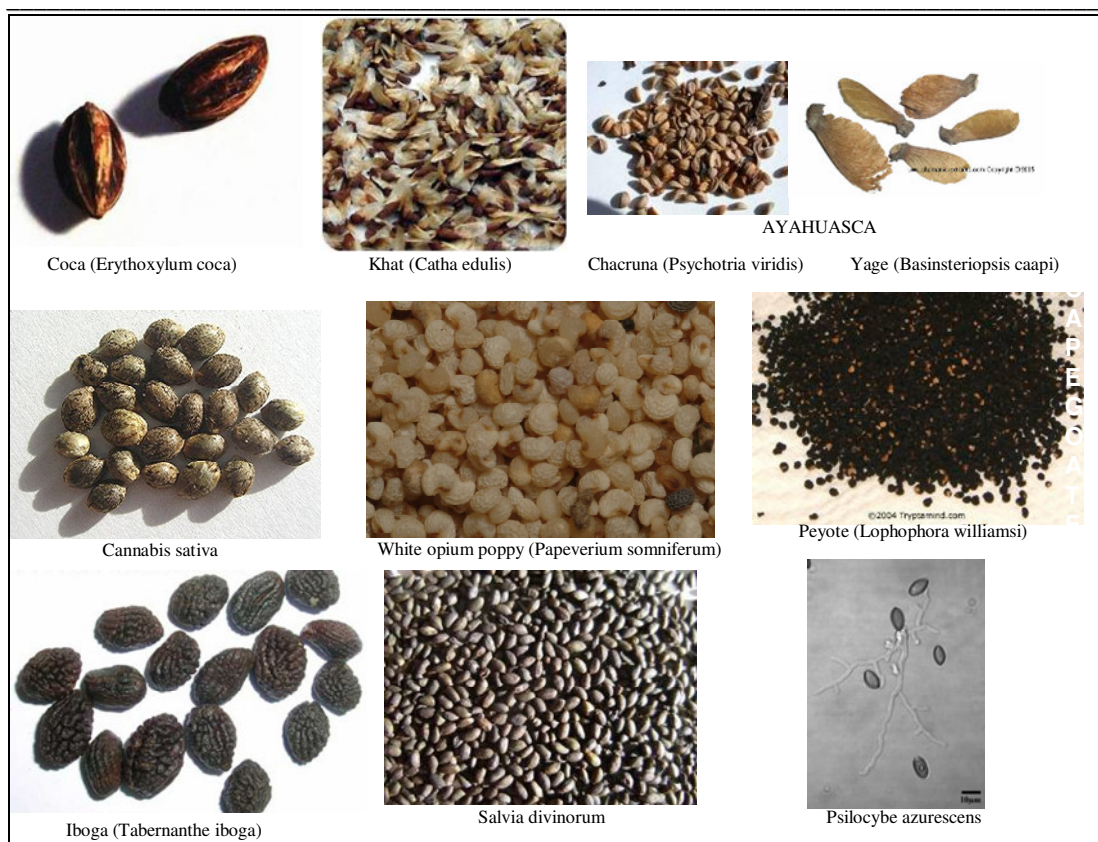 Coca (Erythoxylum coca)
Khat (Catha edulis)
AYAHUASCA
Chacruna (Psychotria viridis)
Yage (Basinsteriopsis caapi)
Cannabis sativa
White opium poppy (Papeverium somniferum)
©2004 Tryptamind.com
Peyote (Lophophora williamsi)
Iboga (Tabernanthe iboga)
Salvia divinorum
10µm
Psilocybe azurescens